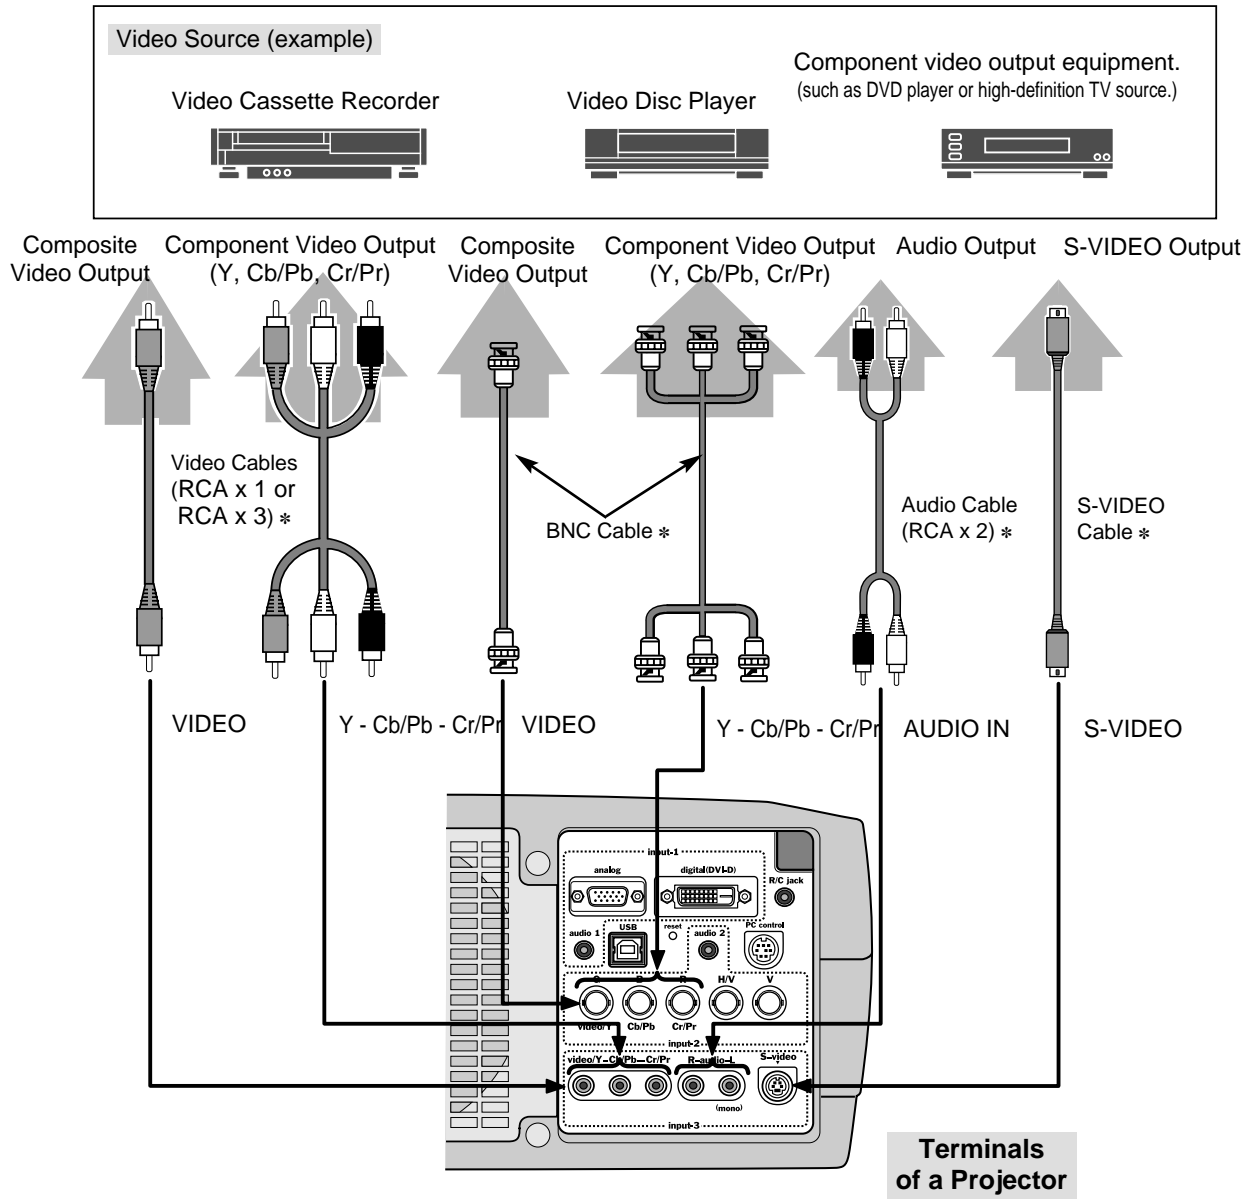 Video Source (example)
Component video output equipment.
(such as DVD player or high-definition TV source.)
Video Cassette Recorder
Video Disc Player
Composite
Video Output
Component Video Output
(Y, Cb/Pb, Cr/Pr)
Composite
Video Output
Component Video Output
(Y, Cb/Pb, Cr/Pr)
Audio Output
S-VIDEO Output
Video Cables
(RCA x 1 or
RCA x 3) *
BNC Cable *
Audio Cable
(RCA x 2) *
S-VIDEO
Cable *
VIDEO
Y - Cb/Pb - Cr/Pr
VIDEO
Y - Cb/Pb - Cr/Pr
AUDIO IN
S-VIDEO
input-1
analog
digital(DVI-D)
R/C jack
audio 1
USB
reset
audio 2
PC control
G
B
R
H/V
V
video/Y
Cb/Pb
Cr/Pr
input-2
video/Y–Cb/Pb–Cr/Pr
R–audio–L
S–video
(mono)
input-3
Terminals
of a Projector